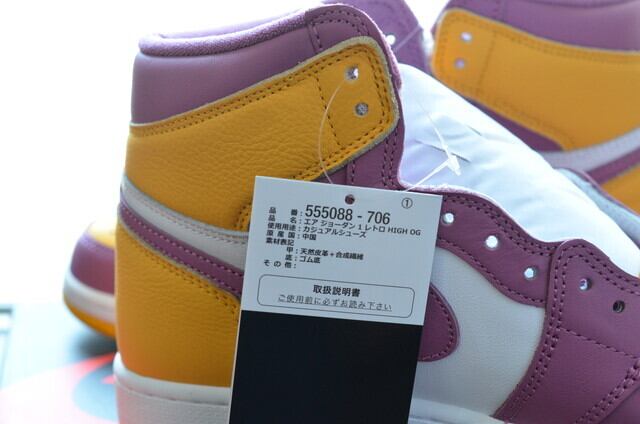 ①
品番：555088 - 706
品名：エア ジョーダン 1 レトロ HIGH OG
使用用途：カジュアルシューズ
原産国：中国
素材表記
甲：天然皮革＋合成繊維
底：ゴム底
その他：
取扱説明書
ご使用前に必ずお読み下さい